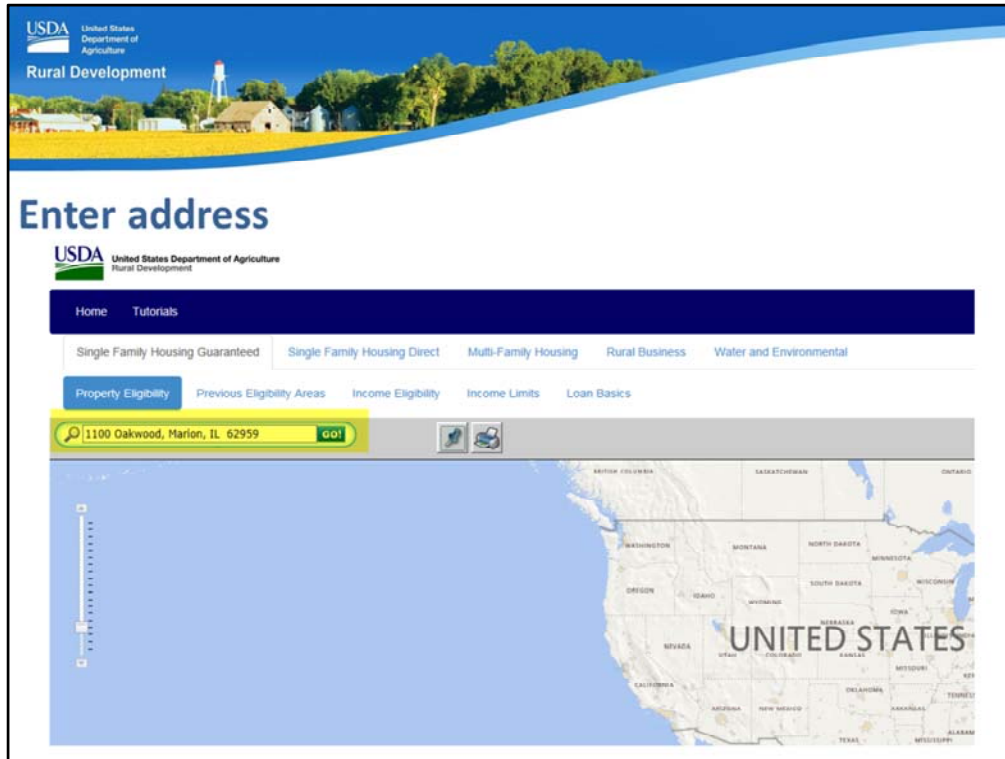 USDA United States
Department of
Agriculture
Rural Development
Enter address
USDA United States Department of Agriculture
Rural Development
Home Tutorials
Single Family Housing Guaranteed Single Family Housing Direct Multi-Family Housing Rural Business Water and Environmental
Property Eligibility Previous Eligibility Areas Income Eligibility Income Limits Loan Basics
1100 Oakwood, Marion, IL 62959 GO!
BRITISH COLUMBIA SASKATCHEWAN ONTARIO
WASHINGTON MONTANA NORTH DAKOTA
MINNESOTA
OREGON IDAHO SOUTH DAKOTA WISCONSIN
WYOMING IOWA
NEBRASKA
UNITED STATES
NEVADA UTAH COLORADO KANSAS
MISSOURI
CALIFORNIA
OKLAHOMA
ARIZONA NEW MEXICO ARKANSAS
TEXAS MISSISSIPPI